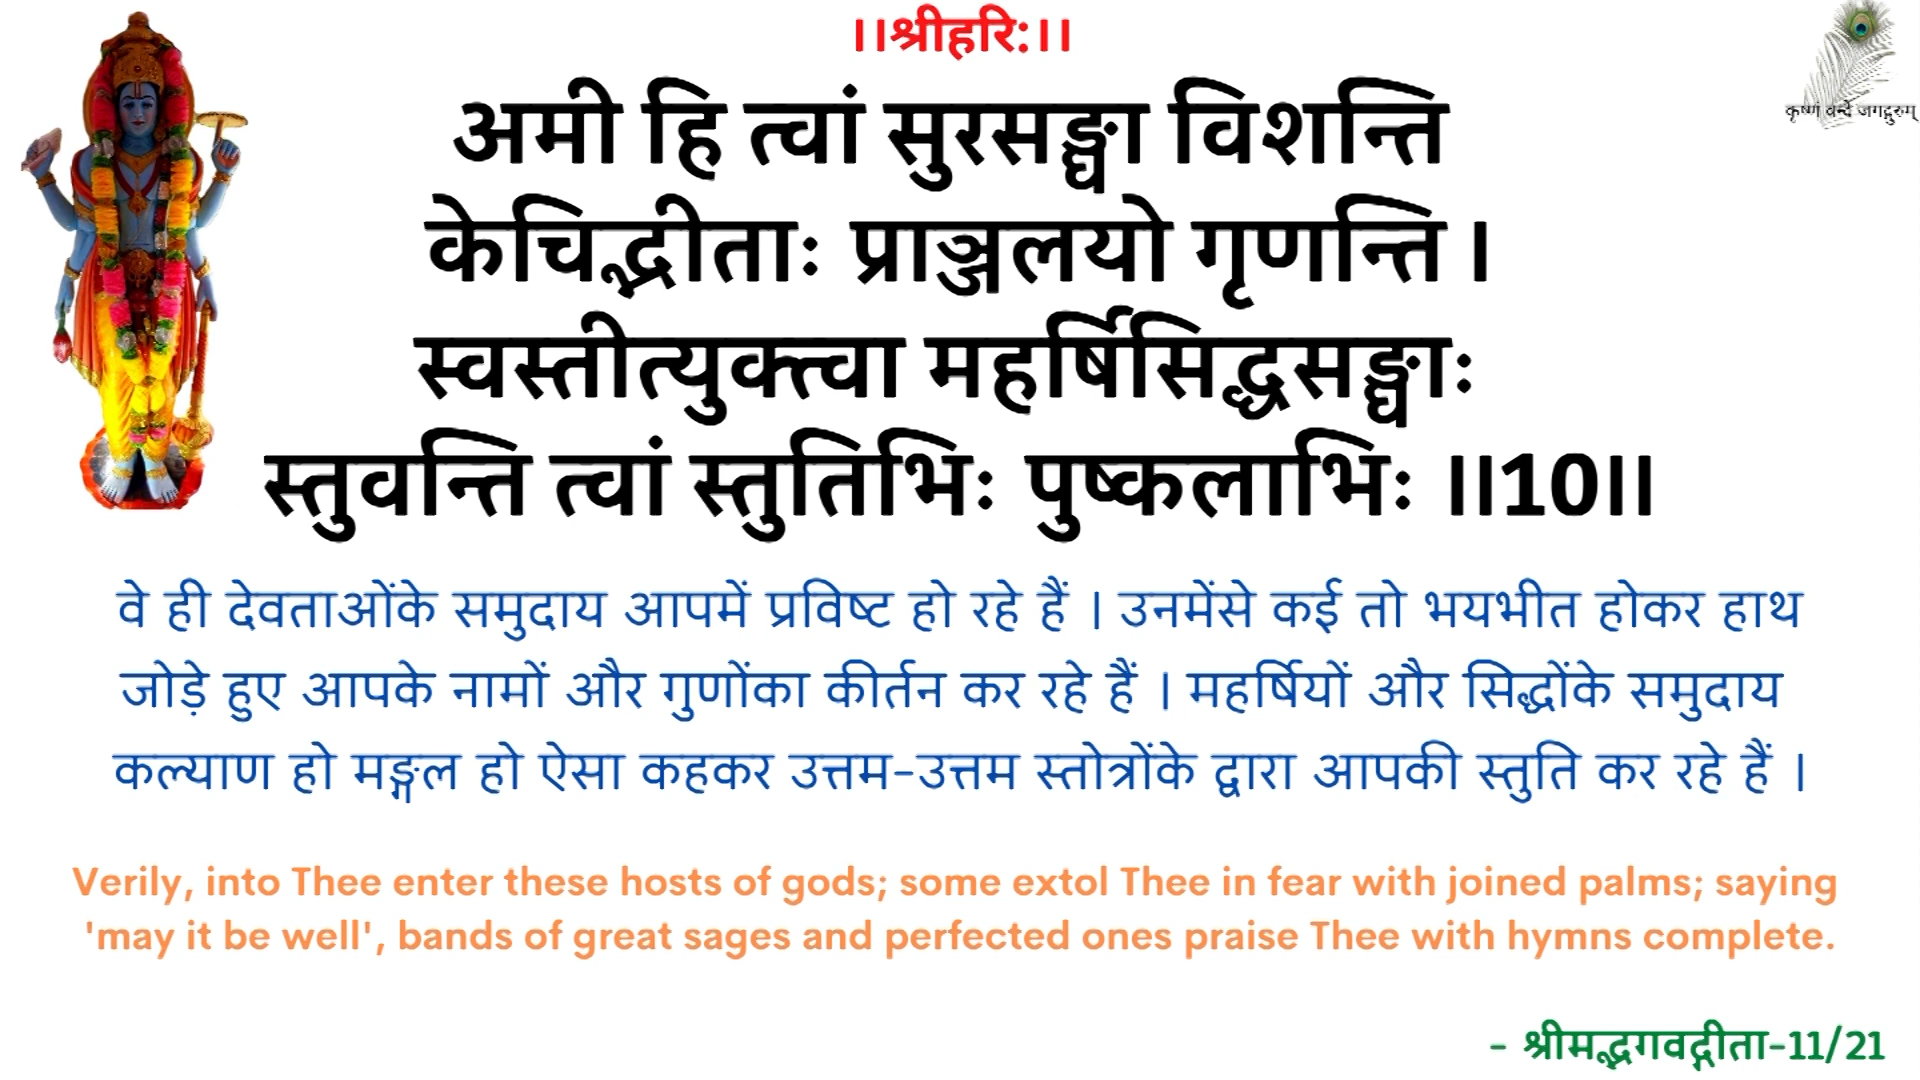 ।।श्रीहरि:।।
कृष्णं वन्दे जगद्गुरुम्
अमी हि त्वां सुरसङ्घा विशन्ति
केचिद्भीताः प्राञ्जलयो गृणन्ति ।
स्वस्तीत्युक्त्वा महर्षिसिद्धसङ्घाः
स्तुवन्ति त्वां स्तुतिभिः पुष्कलाभिः ।।10।।
वे ही देवताओंके समुदाय आपमें प्रविष्ट हो रहे हैं । उनमेंसे कई तो भयभीत होकर हाथ
जोड़े हुए आपके नामों और गुणोंका कीर्तन कर रहे हैं । महर्षियों और सिद्धोंके समुदाय
कल्याण हो मङ्गल हो ऐसा कहकर उत्तम-उत्तम स्तोत्रोंके द्वारा आपकी स्तुति कर रहे हैं ।
Verily, into Thee enter these hosts of gods; some extol Thee in fear with joined palms; saying
'may it be well', bands of great sages and perfected ones praise Thee with hymns complete.
- श्रीमद्भगवद्गीता-11/21